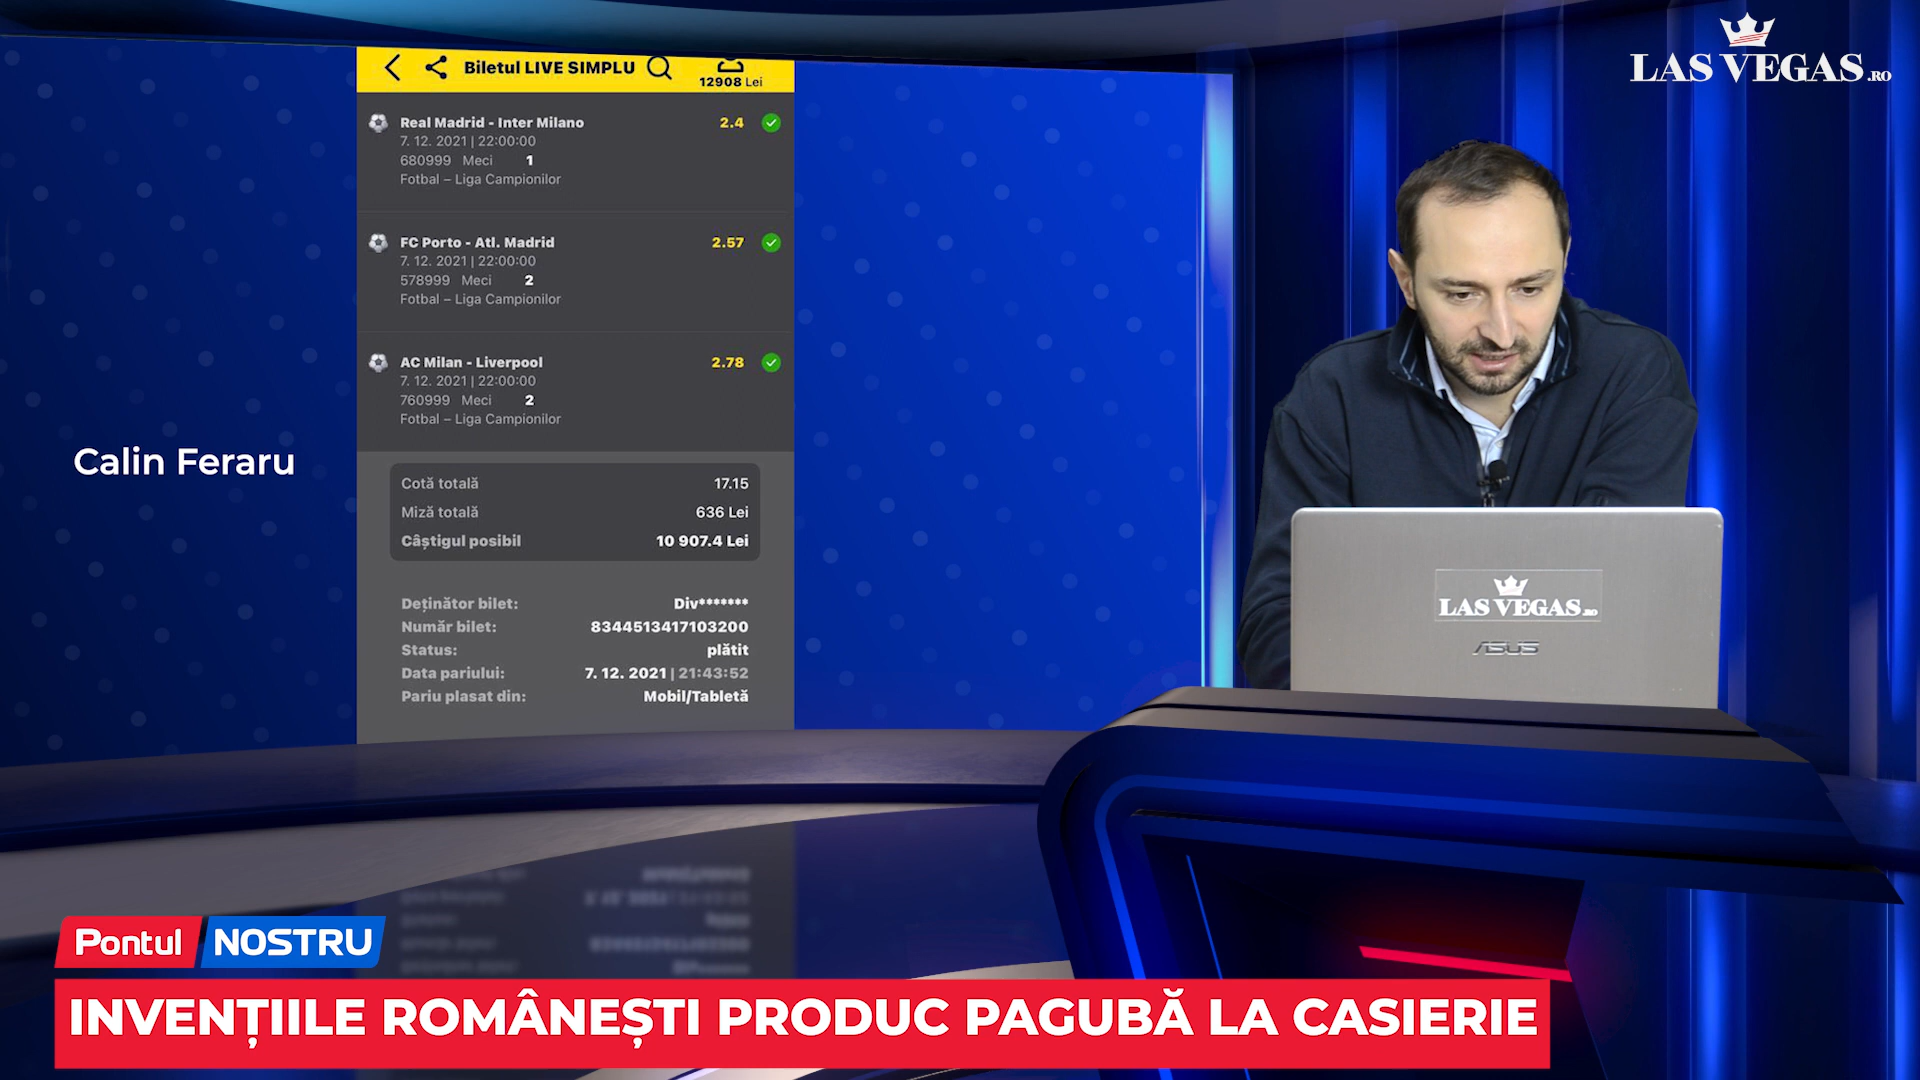 LAS VEGAS.RO
Biletul LIVE SIMPLU
12908 Lei
Real Madrid - Inter Milano 2.4
7. 12. 2021 | 22:00:00
680999 Meci 1
Fotbal – Liga Campionilor
FC Porto - Atl. Madrid 2.57
7. 12. 2021 | 22:00:00
578999 Meci 2
Fotbal – Liga Campionilor
AC Milan - Liverpool 2.78
7. 12. 2021 | 22:00:00
760999 Meci 2
Fotbal – Liga Campionilor
Calin Feraru
Cotă totală 17.15
Miză totală 636 Lei
Câștigul posibil 10 907.4 Lei
Deținător bilet: Div*******
Număr bilet: 8344513417103200
Status: plătit
Data pariului: 7. 12. 2021 | 21:43:52
Pariu plasat din: Mobil/Tabletă
LAS VEGAS.RO
ASUS
Pontul NOSTRU
INVENȚIILE ROMÂNEȘTI PRODUC PAGUBĂ LA CASIERIE